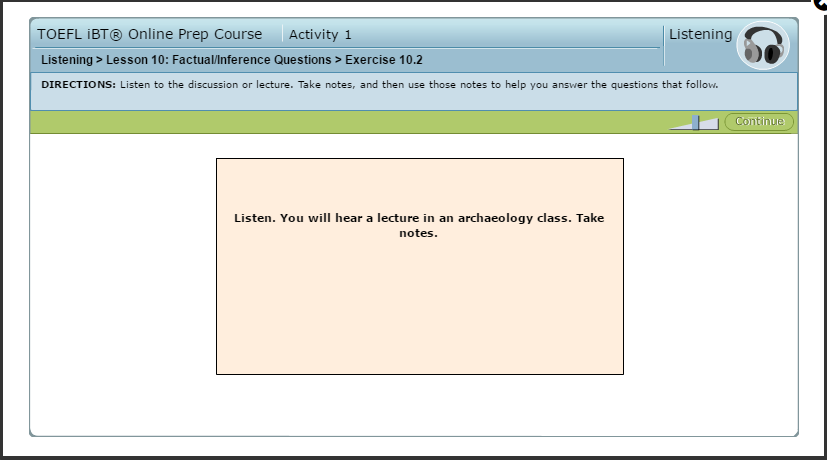 TOEFL iBT® Online Prep Course Activity 1 Listening
Listening > Lesson 10: Factual/Inference Questions > Exercise 10.2
DIRECTIONS: Listen to the discussion or lecture. Take notes, and then use those notes to help you answer the questions that follow.
Continue
Listen. You will hear a lecture in an archaeology class. Take
notes.